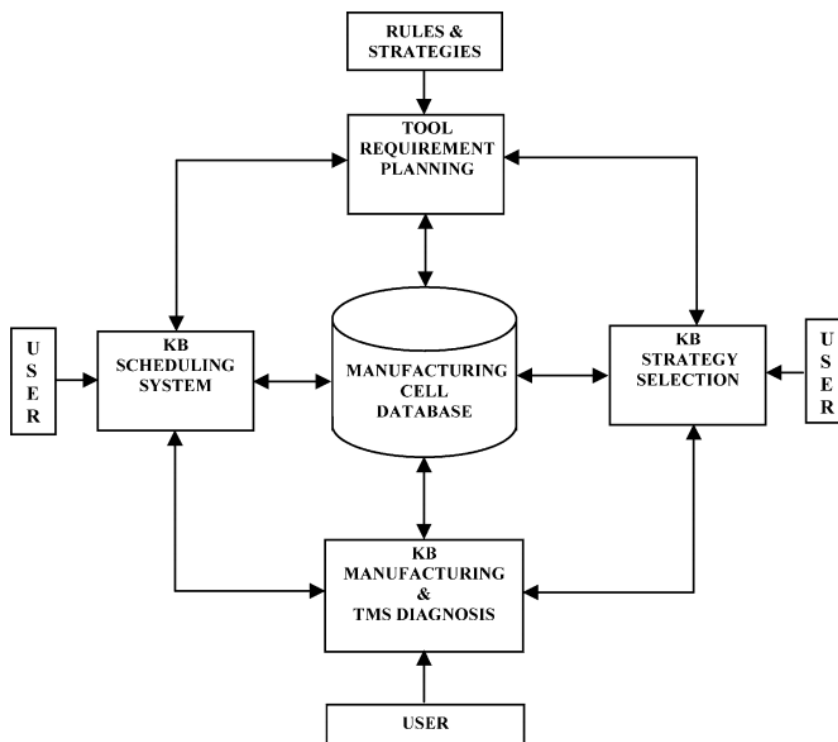 RULES &
STRATEGIES
TOOL
REQUIREMENT
PLANNING
U
S
E
R
KB
SCHEDULING
SYSTEM
MANUFACTURING
CELL
DATABASE
KB
STRATEGY
SELECTION
U
S
E
R
KB
MANUFACTURING
&
TMS DIAGNOSIS
USER